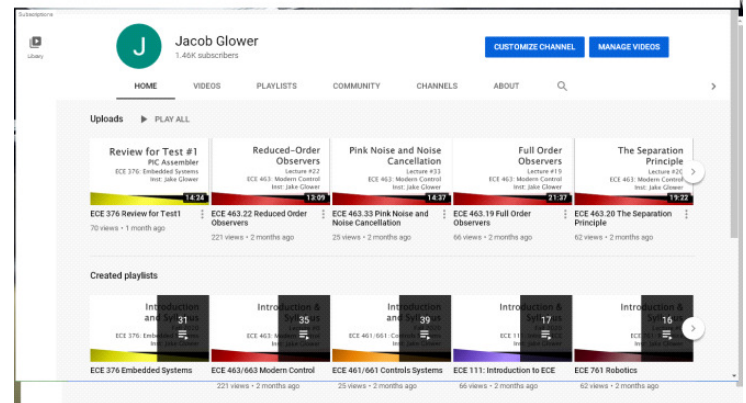 Subscriptions
Library
J
Jacob Glower
1.46K subscribers
CUSTOMIZE CHANNEL
MANAGE VIDEOS
HOME
VIDEOS
PLAYLISTS
COMMUNITY
CHANNELS
ABOUT
Uploads
PLAY ALL
Review for Test #1
PIC Assembler
ECE 376: Embedded Systems
Inst: Jake Glower
14:24
ECE 376 Review for Test1
70 views • 1 month ago
Reduced-Order
Observers
Lecture #22
ECE 463: Modern Control
Inst: Jake Glower
13:09
ECE 463.22 Reduced Order
Observers
221 views • 2 months ago
Pink Noise and Noise
Cancellation
Lecture #33
ECE 463: Modern Control
Inst: Jake Glower
14:37
ECE 463.33 Pink Noise and
Noise Cancellation
25 views • 2 months ago
Full Order
Observers
Lecture #19
ECE 463: Modern Control
Inst: Jake Glower
21:37
ECE 463.19 Full Order
Observers
66 views • 2 months ago
The Separation
Principle
Lecture #20
ECE 463: Modern Control
Inst: Jake Glower
19:22
ECE 463.20 The Separation
Principle
62 views • 2 months ago
Created playlists
31
ECE 376 Embedded Systems
35
ECE 463/663 Modern Control
39
ECE 461/661 Controls Systems
17
ECE 111: Introduction to ECE
16
ECE 761 Robotics
221 views • 2 months ago
25 views • 2 months ago
66 views • 2 months ago
62 views • 2 months ago